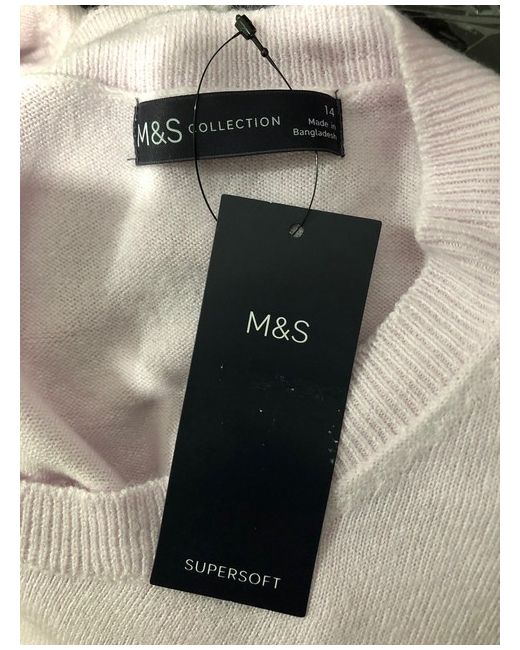 M&S COLLECTION
14
Made in
Bangladesh
M&S
SUPERSOFT